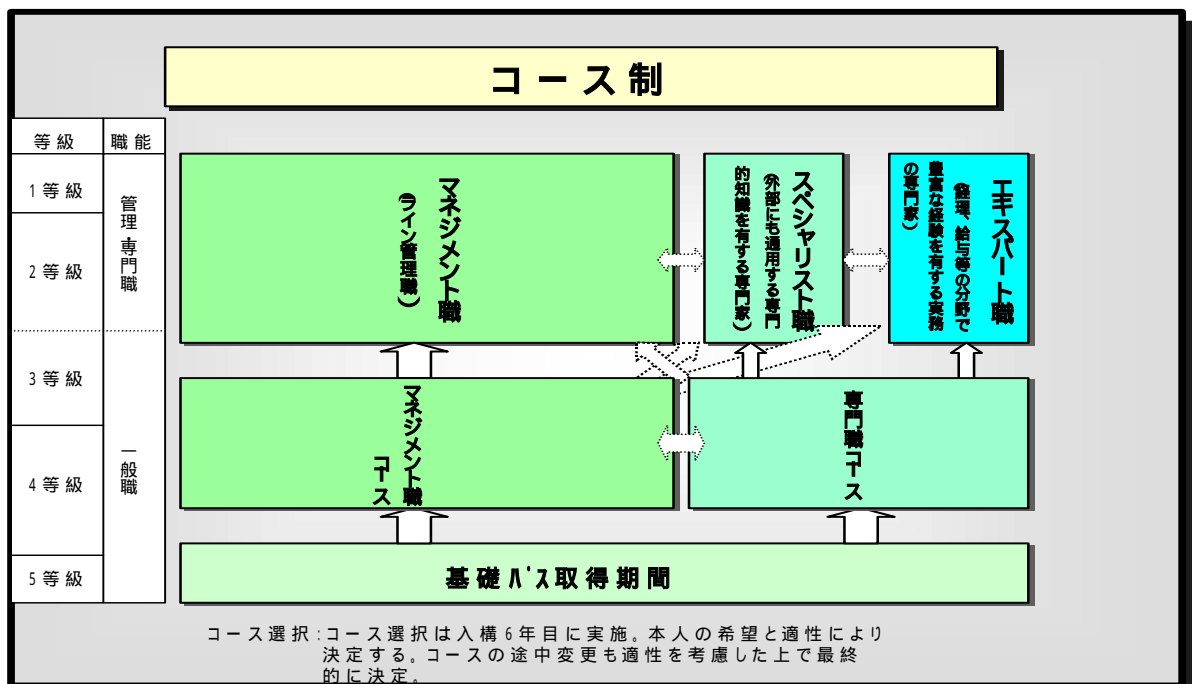 コース制
等級
職能
1等級
2等級
3等級
4等級
5等級
管理・専門職
一般職
マネジメント職
(ライン管理職)
スペシャリスト職
(外部にも通用する専門
的知識を有する専門家)
エキスパート職
(経理、給与等の分野で
豊富な経験を有する実務
の専門家)
マネジメント職
コース
専門職コース
基礎パス取得期間
コース選択:コース選択は入構6年目に実施。本人の希望と適性により
決定する。コースの途中変更も適性を考慮した上で最終
的に決定。